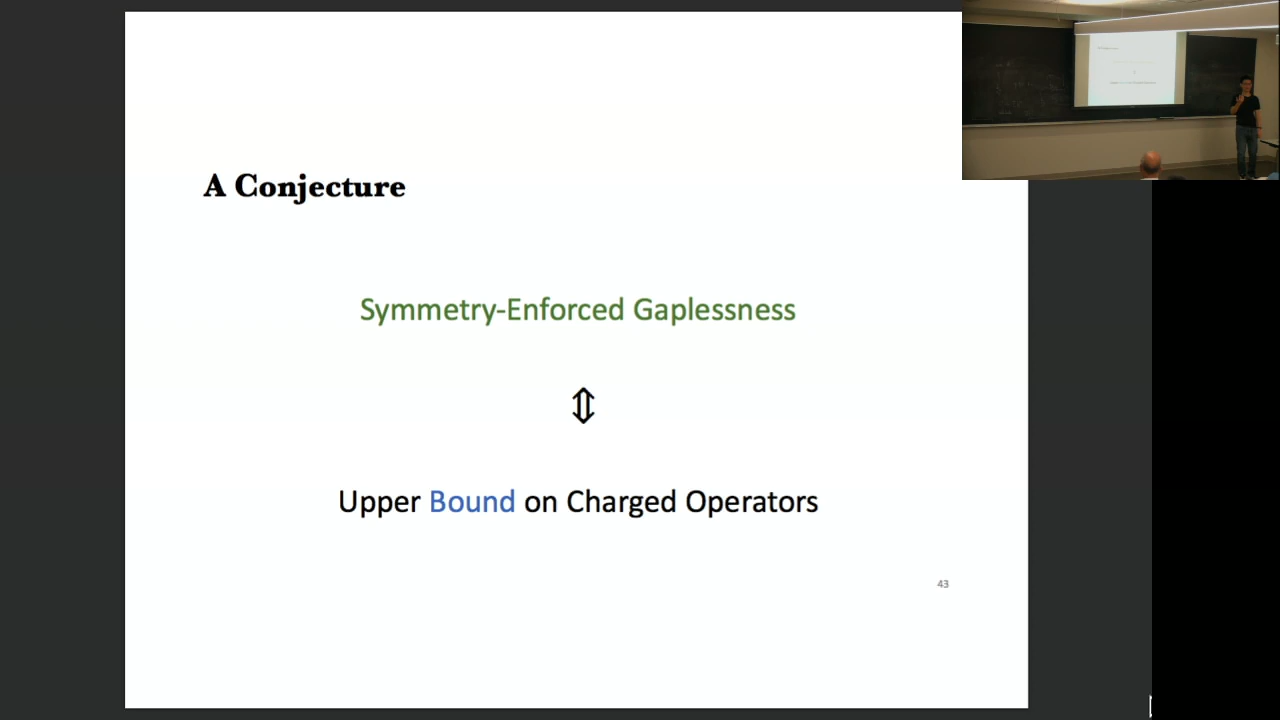 A Conjecture
Symmetry-Enforced Gaplessness
⇕
Upper Bound on Charged Operators
43